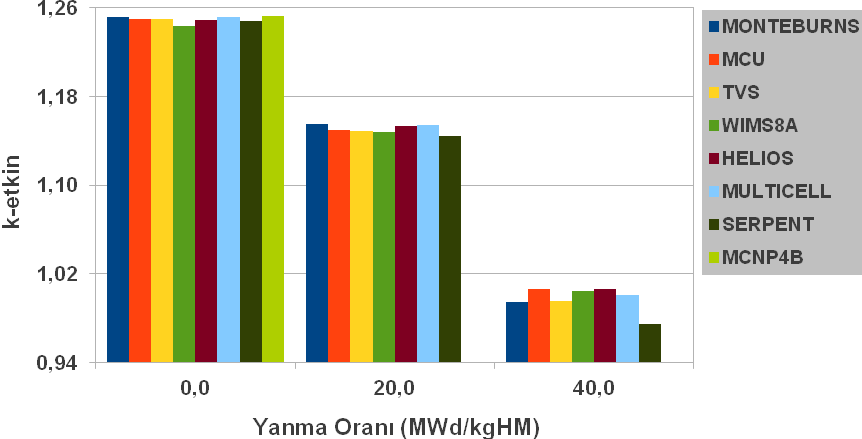 1,26
1,18
1,10
1,02
0,94
k-etkin
0,0
20,0
40,0
Yanma Oranı (MWd/kgHM)
MONTEBURNS
MCU
TVS
WIMS8A
HELIOS
MULTICELL
SERPENT
MCNP4B